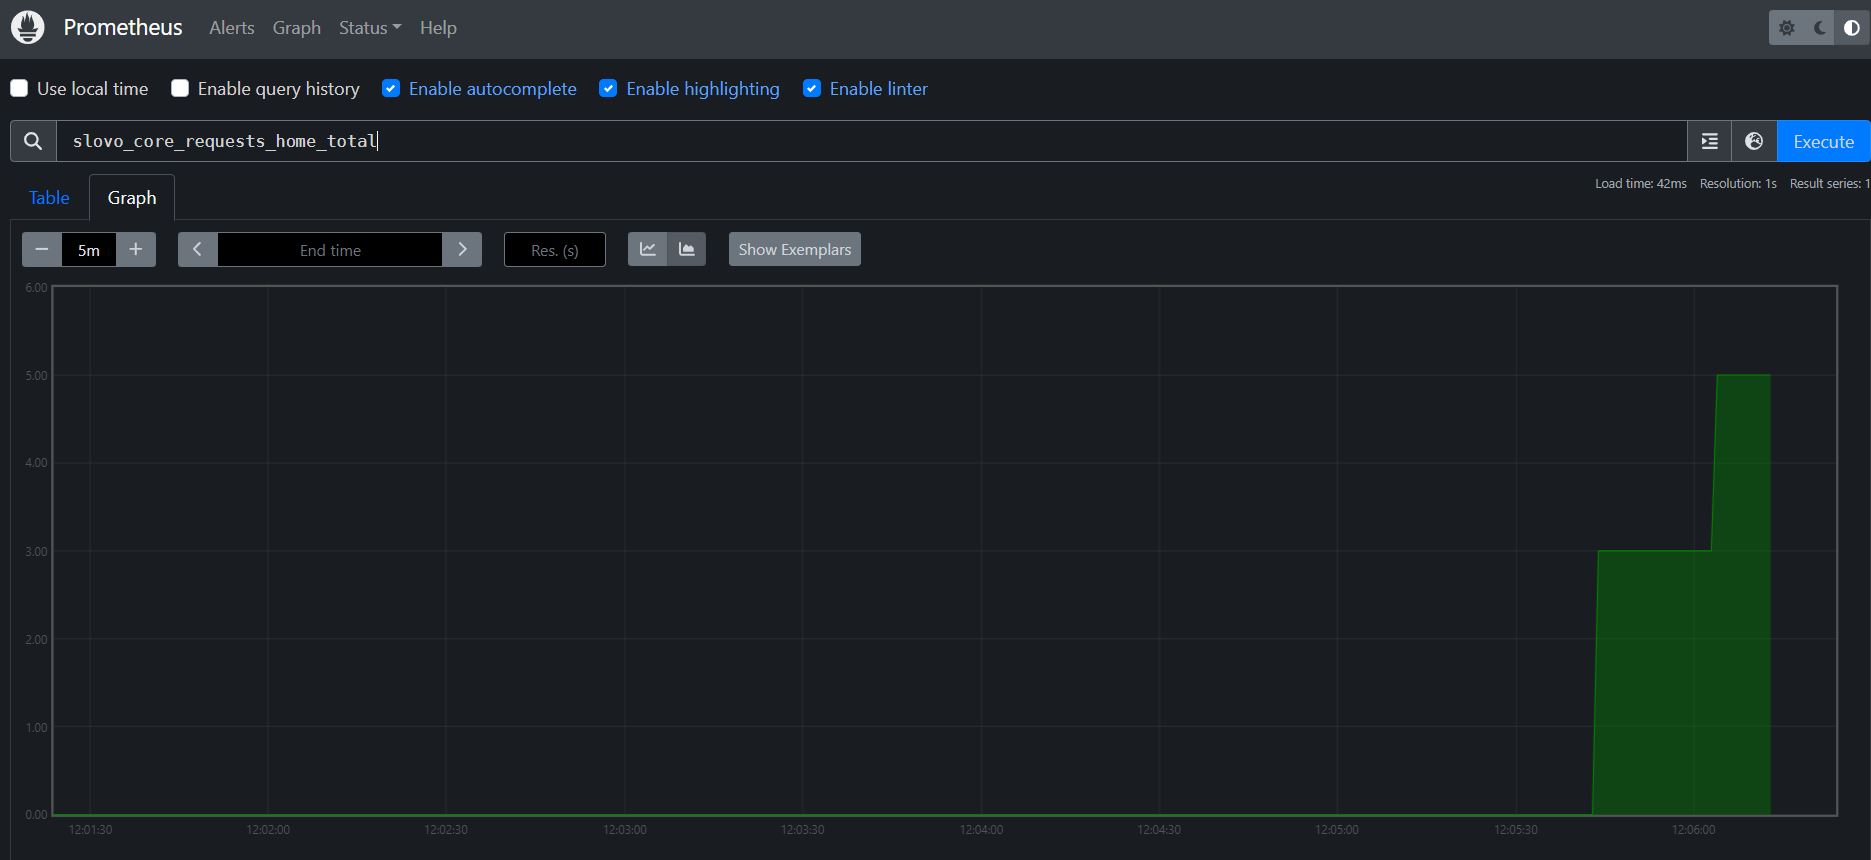 Prometheus Alerts Graph Status Help
Use local time Enable query history Enable autocomplete Enable highlighting Enable linter
slovo_core_requests_home_total Execute
Load time: 42ms Resolution: 1s Result series: 1
Table Graph
− 5m + End time Res. (s) Show Exemplars
6.00
5.00
4.00
3.00
2.00
1.00
0.00
12:01:30 12:02:00 12:02:30 12:03:00 12:03:30 12:04:00 12:04:30 12:05:00 12:05:30 12:06:00